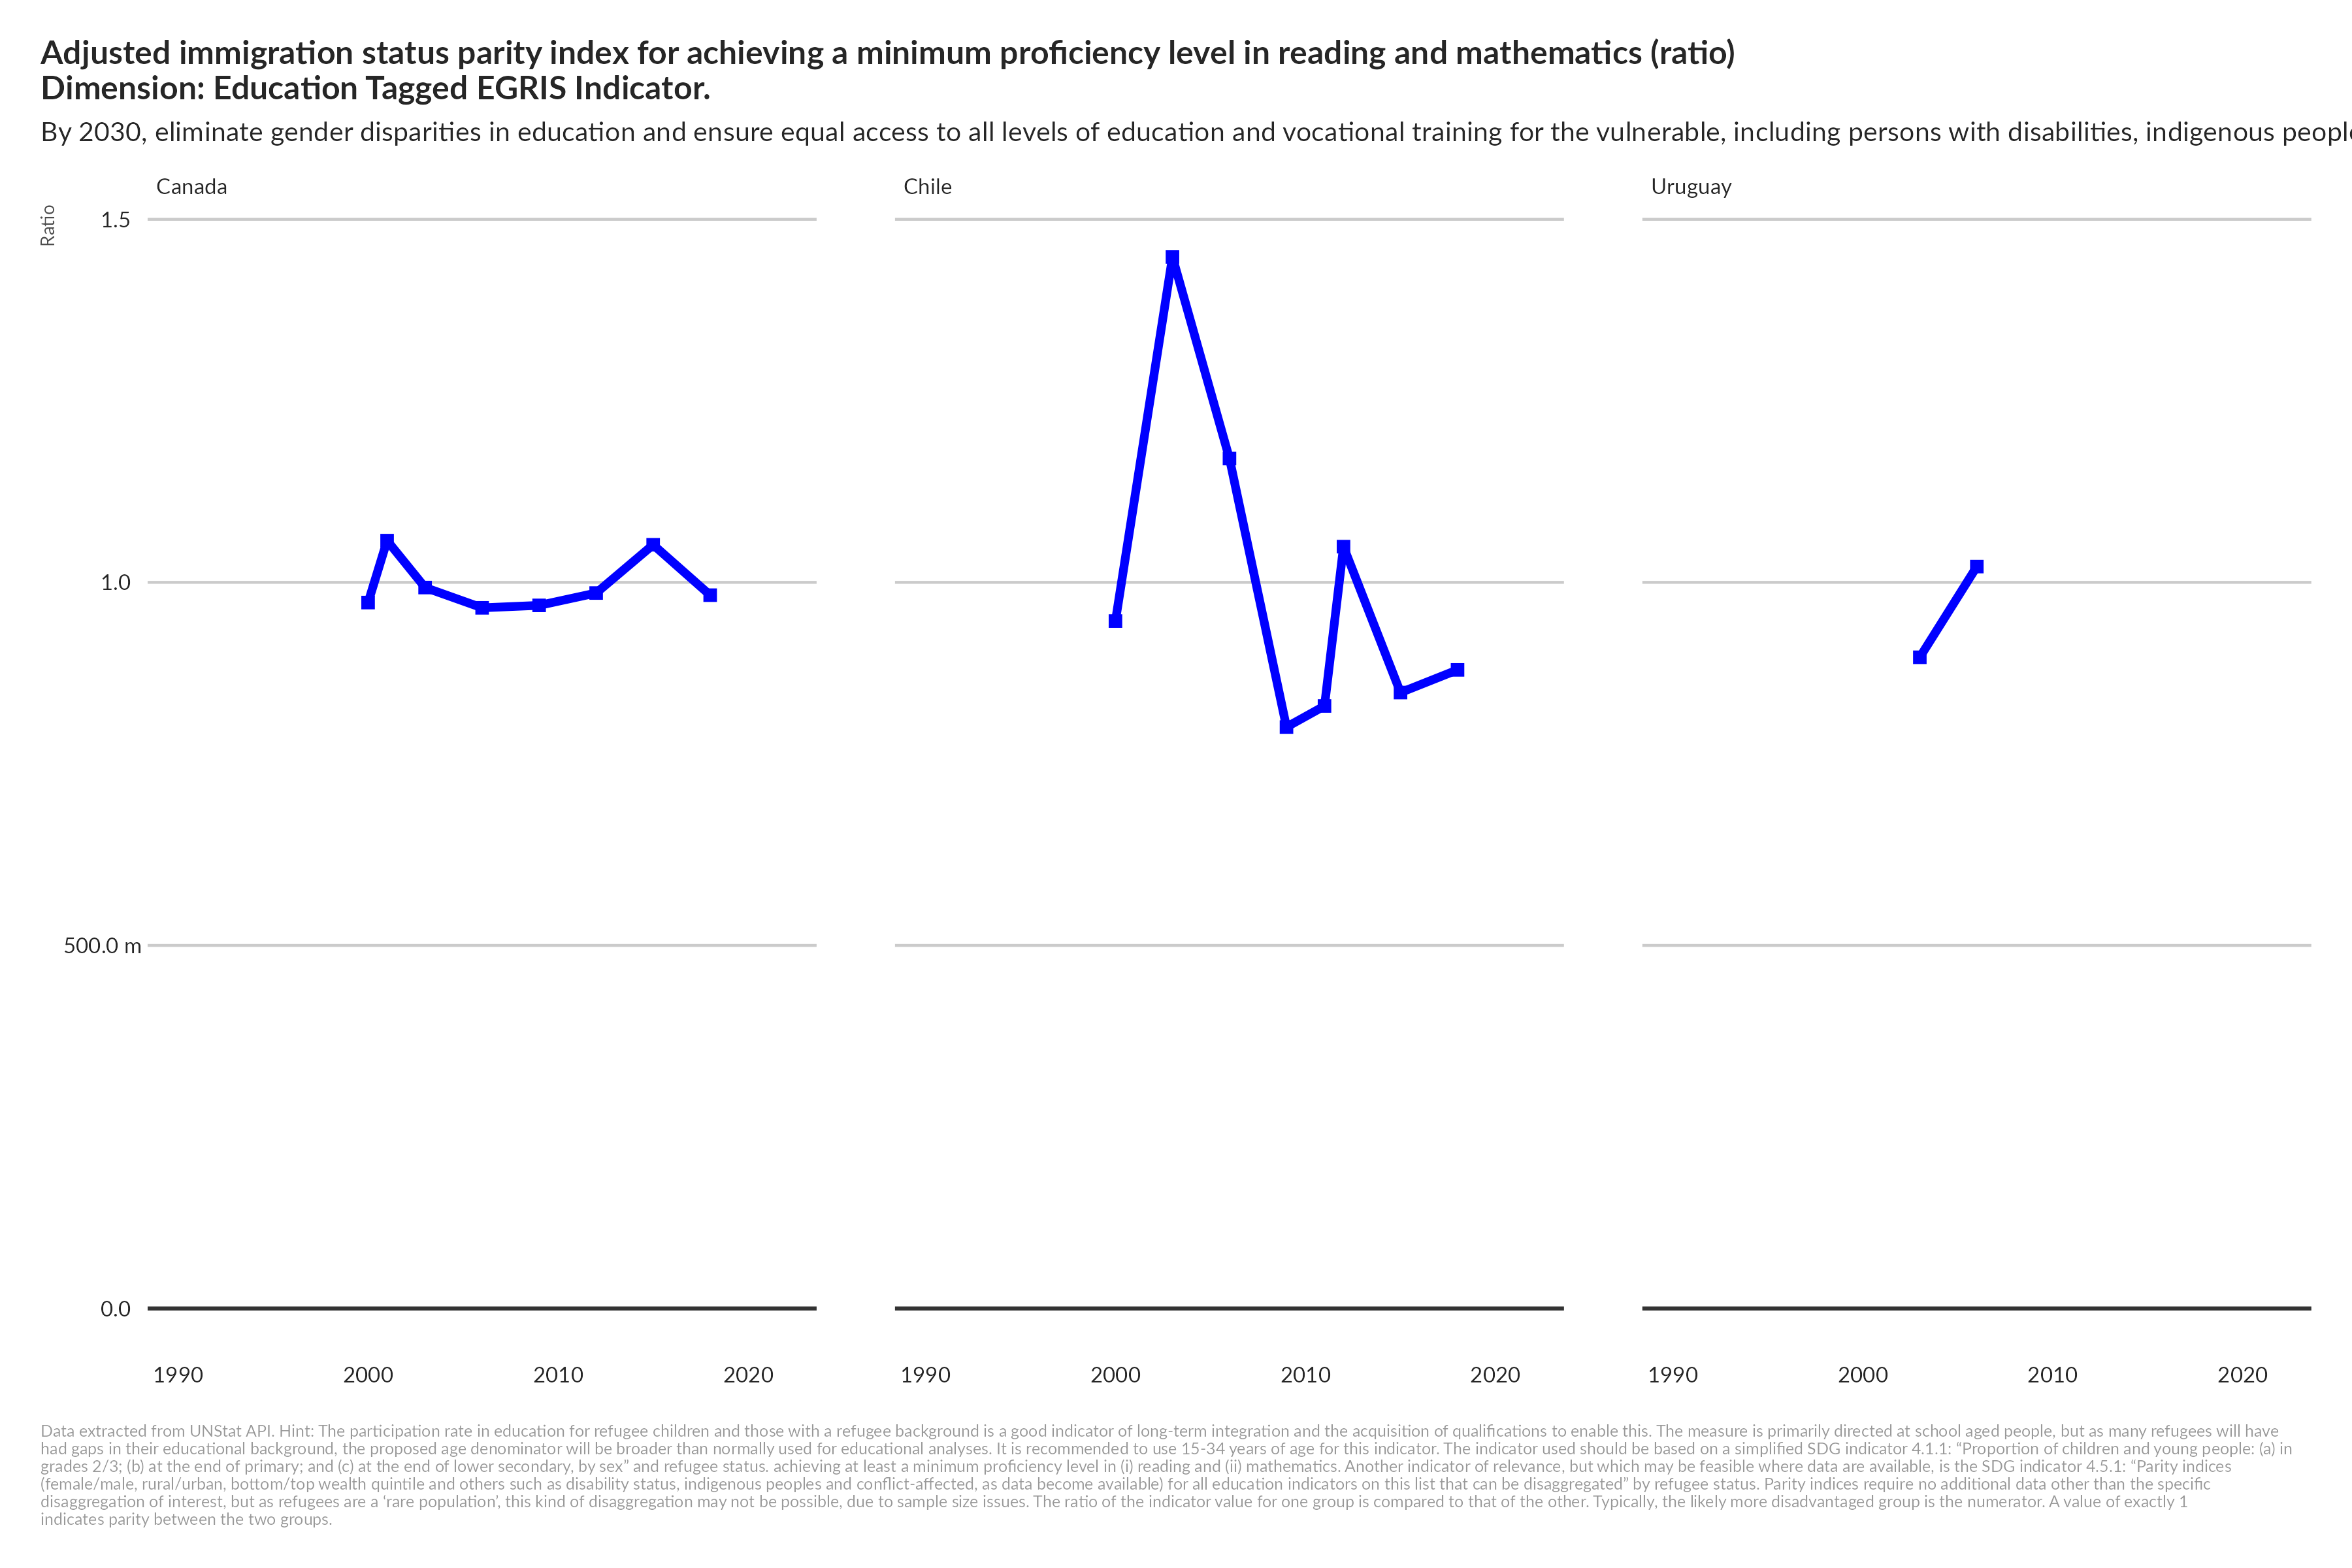 Adjusted immigration status parity index for achieving a minimum proficiency level in reading and mathematics (ratio)
Dimension: Education Tagged EGRIS Indicator.
By 2030, eliminate gender disparities in education and ensure equal access to all levels of education and vocational training for the vulnerable, including persons with disabilities, indigenous people
Canada
Chile
Uruguay
Ratio
1.5
1.0
500.0 m
0.0
1990 2000 2010 2020 1990 2000 2010 2020 1990 2000 2010 2020
Data extracted from UNStat API. Hint: The participation rate in education for refugee children and those with a refugee background is a good indicator of long-term integration and the acquisition of qualifications to enable this. The measure is primarily directed at school aged people, but as many refugees will have
had gaps in their educational background, the proposed age denominator will be broader than normally used for educational analyses. It is recommended to use 15-34 years of age for this indicator. The indicator used should be based on a simplified SDG indicator 4.1.1: “Proportion of children and young people: (a) in
grades 2/3; (b) at the end of primary; and (c) at the end of lower secondary, by sex” and refugee status. achieving at least a minimum proficiency level in (i) reading and (ii) mathematics. Another indicator of relevance, but which may be feasible where data are available, is the SDG indicator 4.5.1: “Parity indices
(female/male, rural/urban, bottom/top wealth quintile and others such as disability status, indigenous peoples and conflict-affected, as data become available) for all education indicators on this list that can be disaggregated” by refugee status. Parity indices require no additional data other than the specific
disaggregation of interest, but as refugees are a ‘rare population’, this kind of disaggregation may not be possible, due to sample size issues. The ratio of the indicator value for one group is compared to that of the other. Typically, the likely more disadvantaged group is the numerator. A value of exactly 1
indicates parity between the two groups.